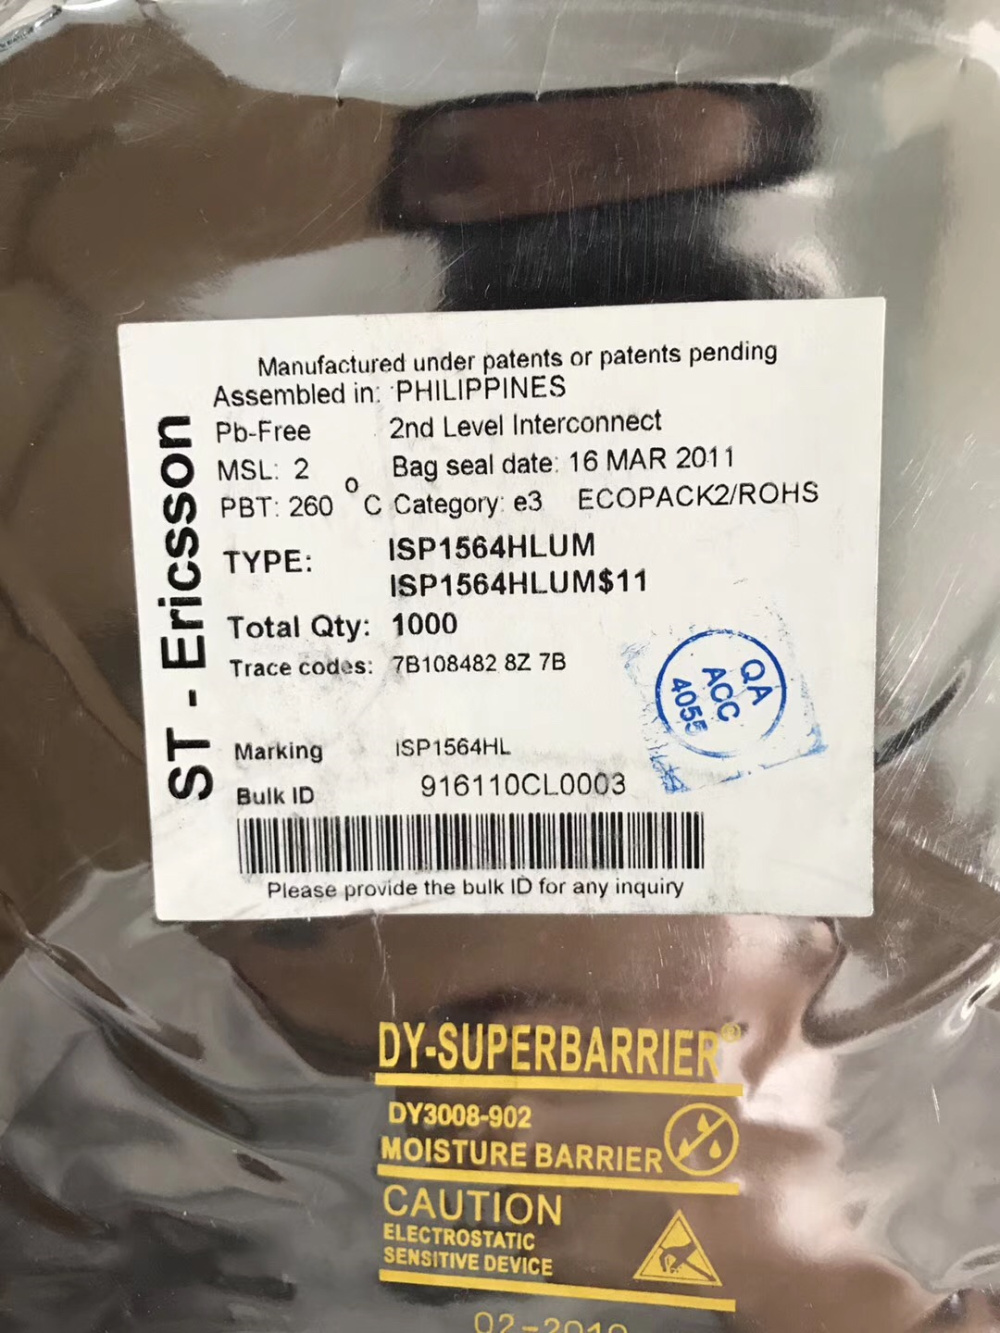 Manufactured under patents or patents pending
Assembled in: PHILIPPINES
Pb-Free 2nd Level Interconnect
MSL: 2 Bag seal date: 16 MAR 2011
PBT: 260 °C Category: e3 ECOPACK2/ROHS
TYPE: ISP1564HLUM
ISP1564HLUM$11
Total Qty: 1000
Trace codes: 7B108482 8Z 7B
Marking ISP1564HL
Bulk ID 916110CL0003
Please provide the bulk ID for any inquiry
ST - Ericsson
QA
ACC
4055
DY-SUPERBARRIER®
DY3008-902
MOISTURE BARRIER
CAUTION
ELECTROSTATIC
SENSITIVE DEVICE
02-2010